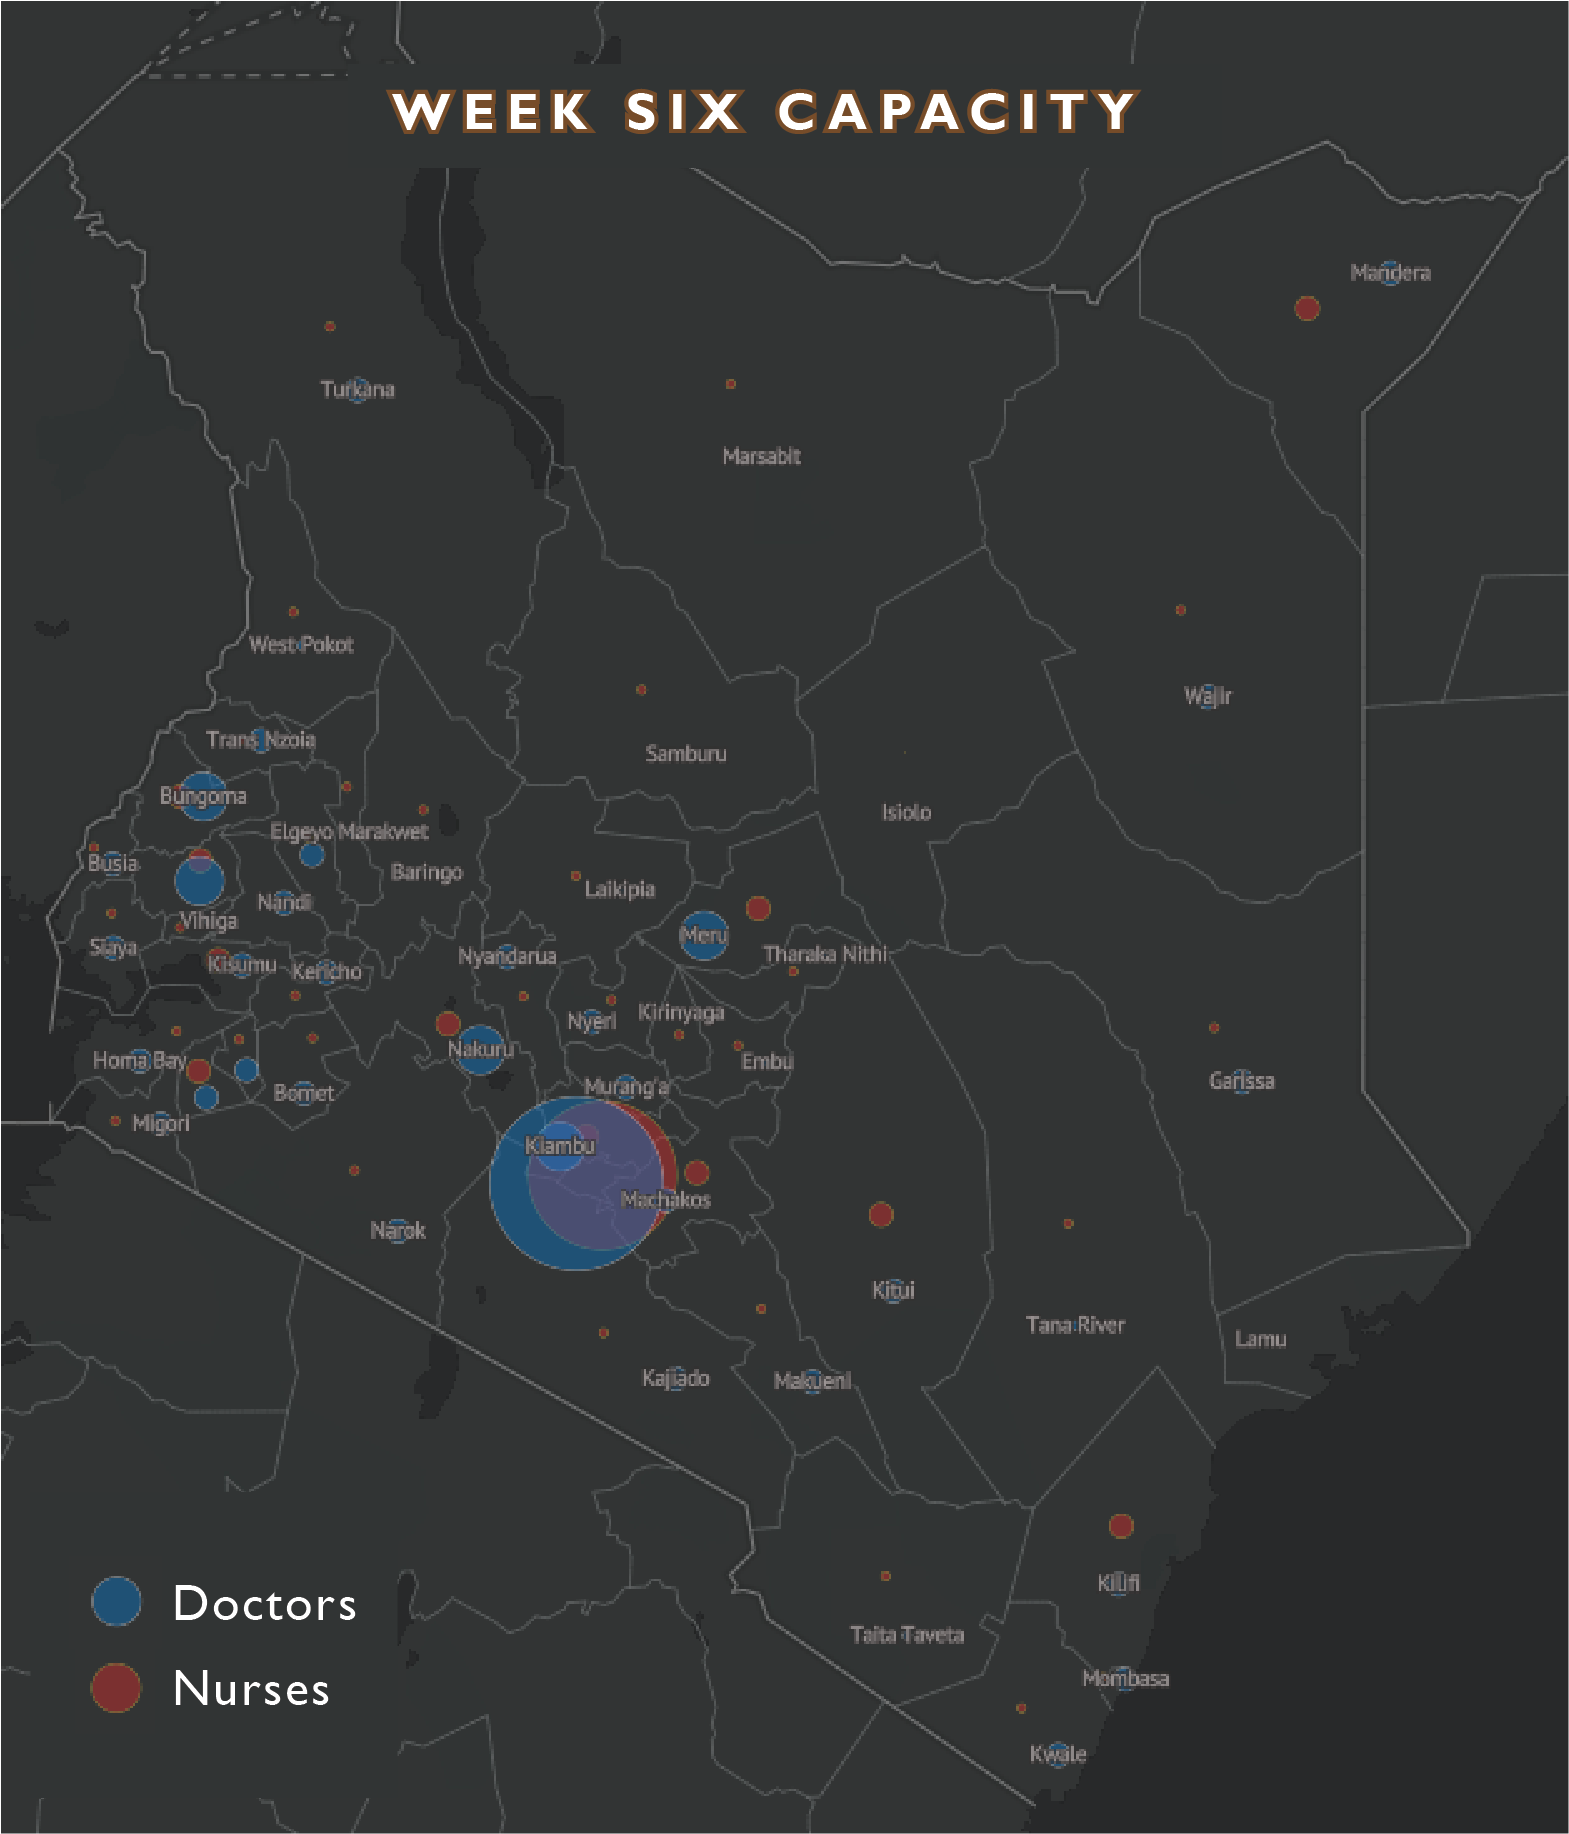 WEEK SIX CAPACITY
Mandera
Turkana
Marsabit
West Pokot
Wajir
Trans Nzoia
Samburu
Bungoma
Isiolo
Elgeyo Marakwet
Busia
Baringo
Laikipia
Nandi
Vihiga
Meru
Siaya
Nyandarua
Tharaka Nithi
Kisumu
Kericho
Kirinyaga
Nyeri
Nakuru
Homa Bay
Embu
Garissa
Murang'a
Bomet
Migori
Kiambu
Machakos
Narok
Kitui
Tana River
Lamu
Kajiado
Makueni
Kilifi
Doctors
Taita Taveta
Mombasa
Nurses
Kwale